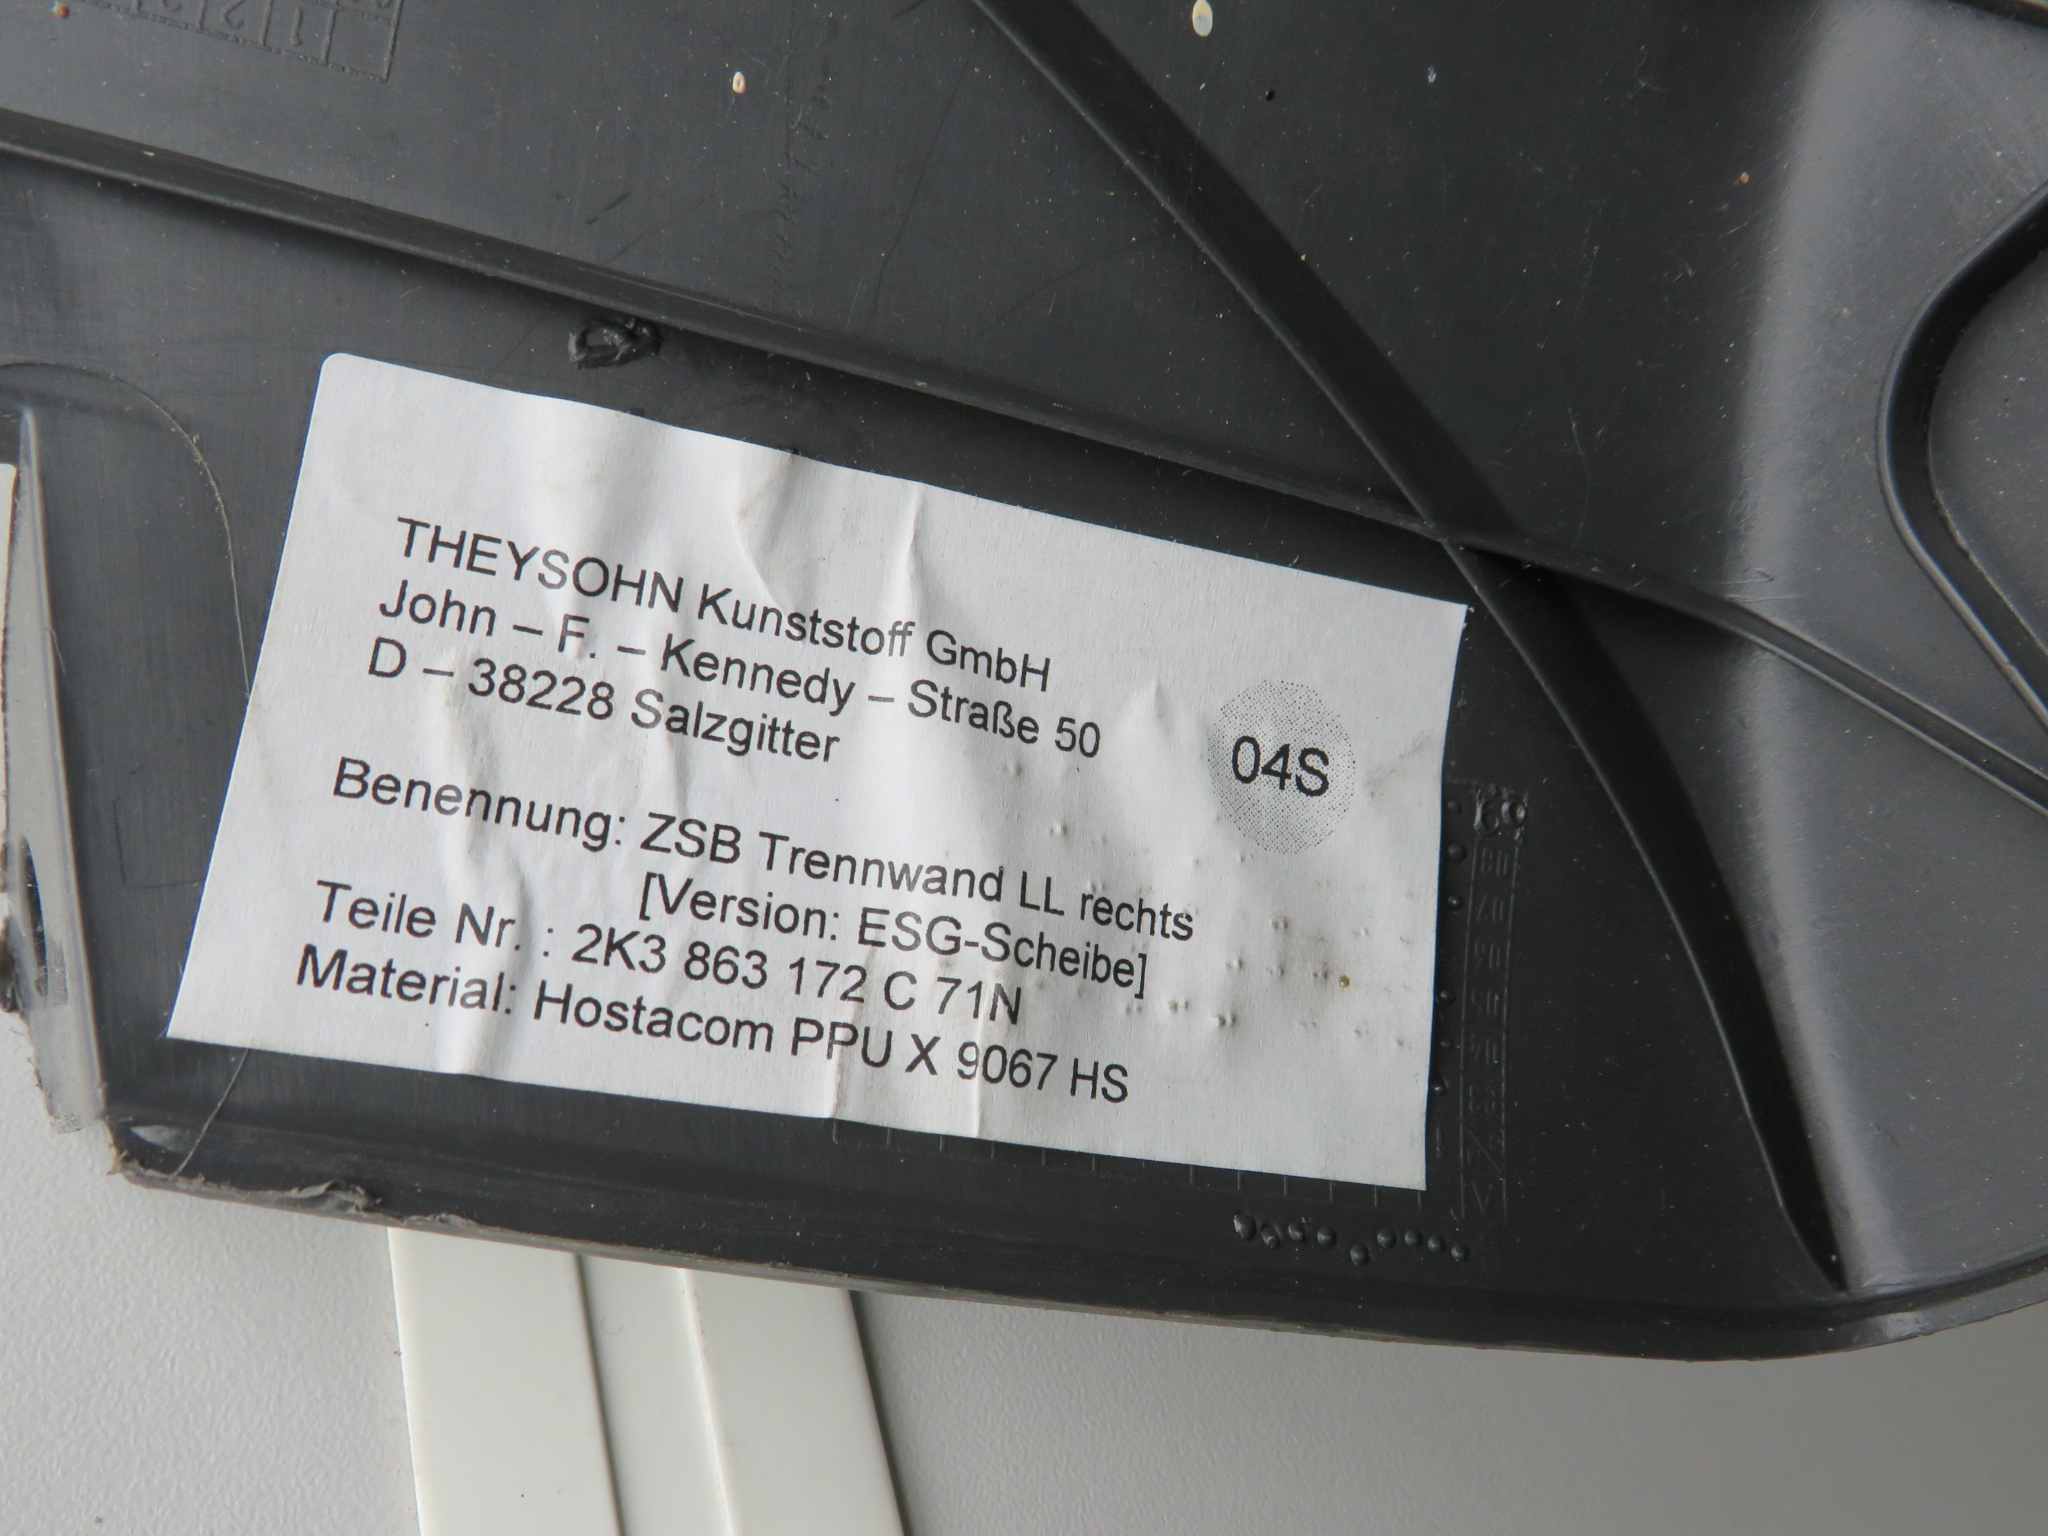 THEYSOHN Kunststoff GmbH
John – F. – Kennedy – Straße 50
D – 38228 Salzgitter
04S
Benennung: ZSB Trennwand LL rechts
[Version: ESG-Scheibe]
Teile Nr. : 2K3 863 172 C 71N
Material: Hostacom PPU X 9067 HS